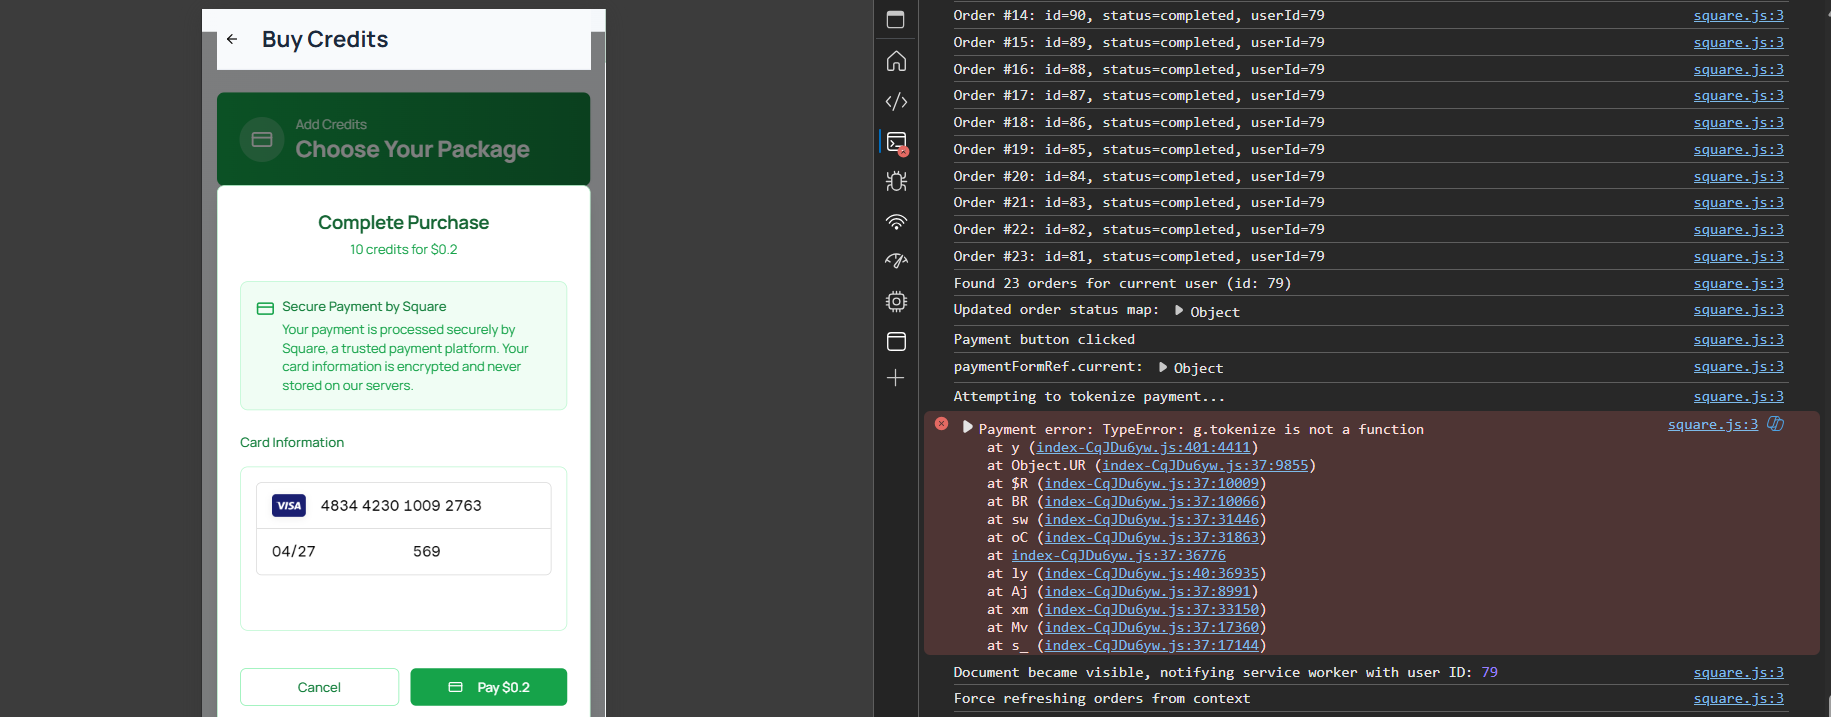 Buy Credits
Add Credits
Choose Your Package
Complete Purchase
10 credits for $0.2
Secure Payment by Square
Your payment is processed securely by
Square, a trusted payment platform. Your
card information is encrypted and never
stored on our servers.
Card Information
VISA 4834 4230 1009 2763
04/27 569
Cancel Pay $0.2
Order #14: id=90, status=completed, userId=79 square.js:3
Order #15: id=89, status=completed, userId=79 square.js:3
Order #16: id=88, status=completed, userId=79 square.js:3
Order #17: id=87, status=completed, userId=79 square.js:3
Order #18: id=86, status=completed, userId=79 square.js:3
Order #19: id=85, status=completed, userId=79 square.js:3
Order #20: id=84, status=completed, userId=79 square.js:3
Order #21: id=83, status=completed, userId=79 square.js:3
Order #22: id=82, status=completed, userId=79 square.js:3
Order #23: id=81, status=completed, userId=79 square.js:3
Found 23 orders for current user (id: 79) square.js:3
Updated order status map: Object square.js:3
Payment button clicked square.js:3
paymentFormRef.current: Object square.js:3
Attempting to tokenize payment... square.js:3
Payment error: TypeError: g.tokenize is not a function square.js:3
at y (index-CqJDu6yw.js:401:4411)
at Object.UR (index-CqJDu6yw.js:37:9855)
at $R (index-CqJDu6yw.js:37:10009)
at BR (index-CqJDu6yw.js:37:10066)
at sw (index-CqJDu6yw.js:37:31446)
at oC (index-CqJDu6yw.js:37:31863)
at index-CqJDu6yw.js:37:36776
at ly (index-CqJDu6yw.js:40:36935)
at Aj (index-CqJDu6yw.js:37:8991)
at xm (index-CqJDu6yw.js:37:33150)
at Mv (index-CqJDu6yw.js:37:17360)
at s_ (index-CqJDu6yw.js:37:17144)
Document became visible, notifying service worker with user ID: 79 square.js:3
Force refreshing orders from context square.js:3